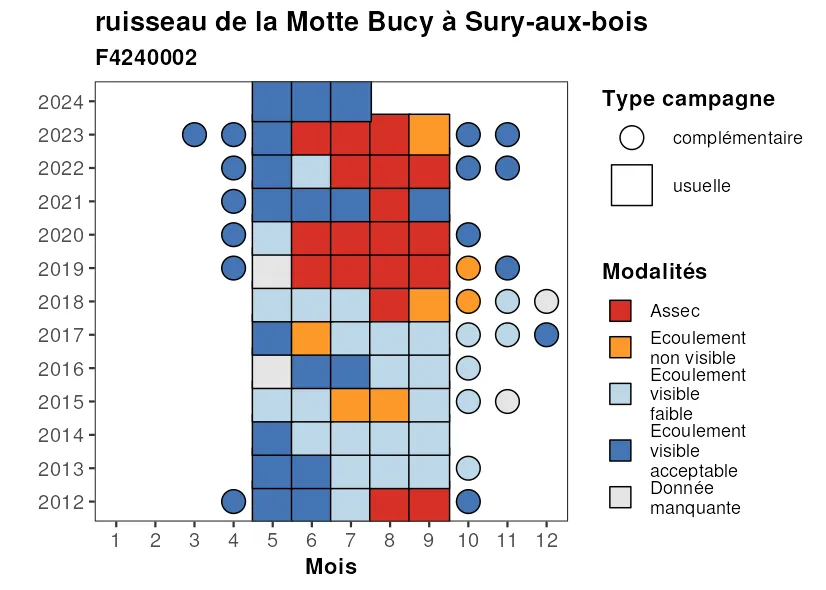 ruisseau de la Motte Bucy à Sury-aux-bois
F4240002
2024
2023
2022
2021
2020
2019
2018
2017
2016
2015
2014
2013
2012
1 2 3 4 5 6 7 8 9 10 11 12
Mois
Type campagne
complémentaire
usuelle
Modalités
Assec
Ecoulement
non visible
Ecoulement
visible
faible
Ecoulement
visible
acceptable
Donnée
manquante